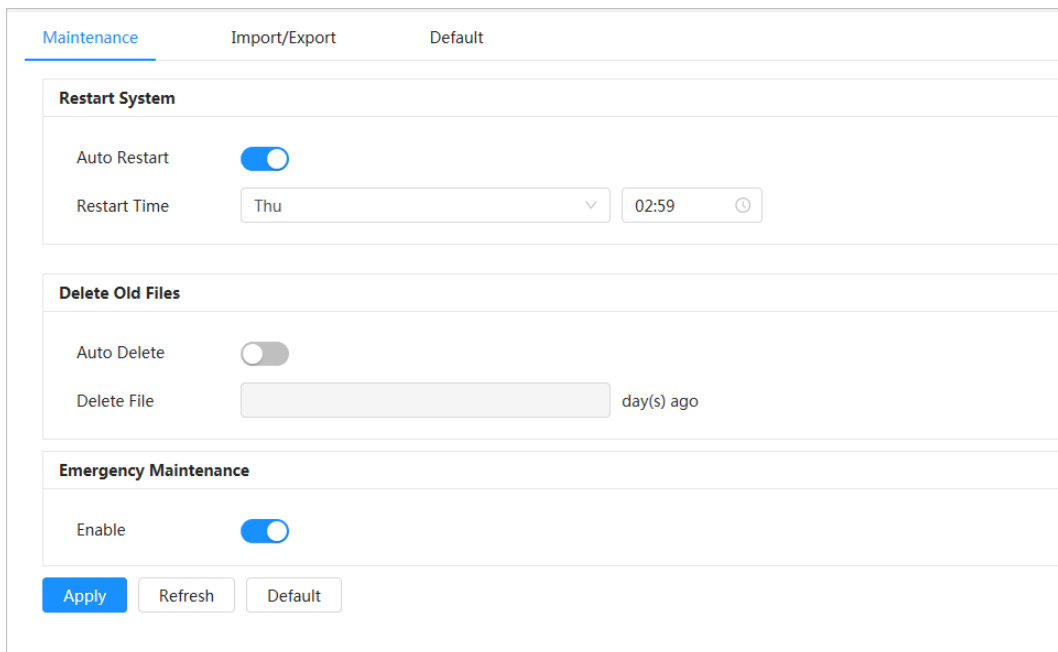 Maintenance Import/Export Default
Restart System
Auto Restart
Restart Time Thu 02:59
Delete Old Files
Auto Delete
Delete File day(s) ago
Emergency Maintenance
Enable
Apply Refresh Default